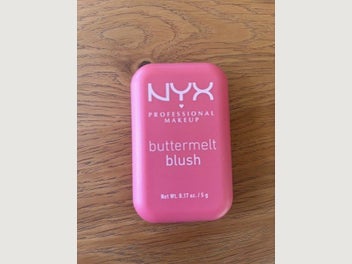 NYX
PROFESSIONAL
MAKEUP
buttermelt
blush
Net Wt. 0.17 oz. / 5 g